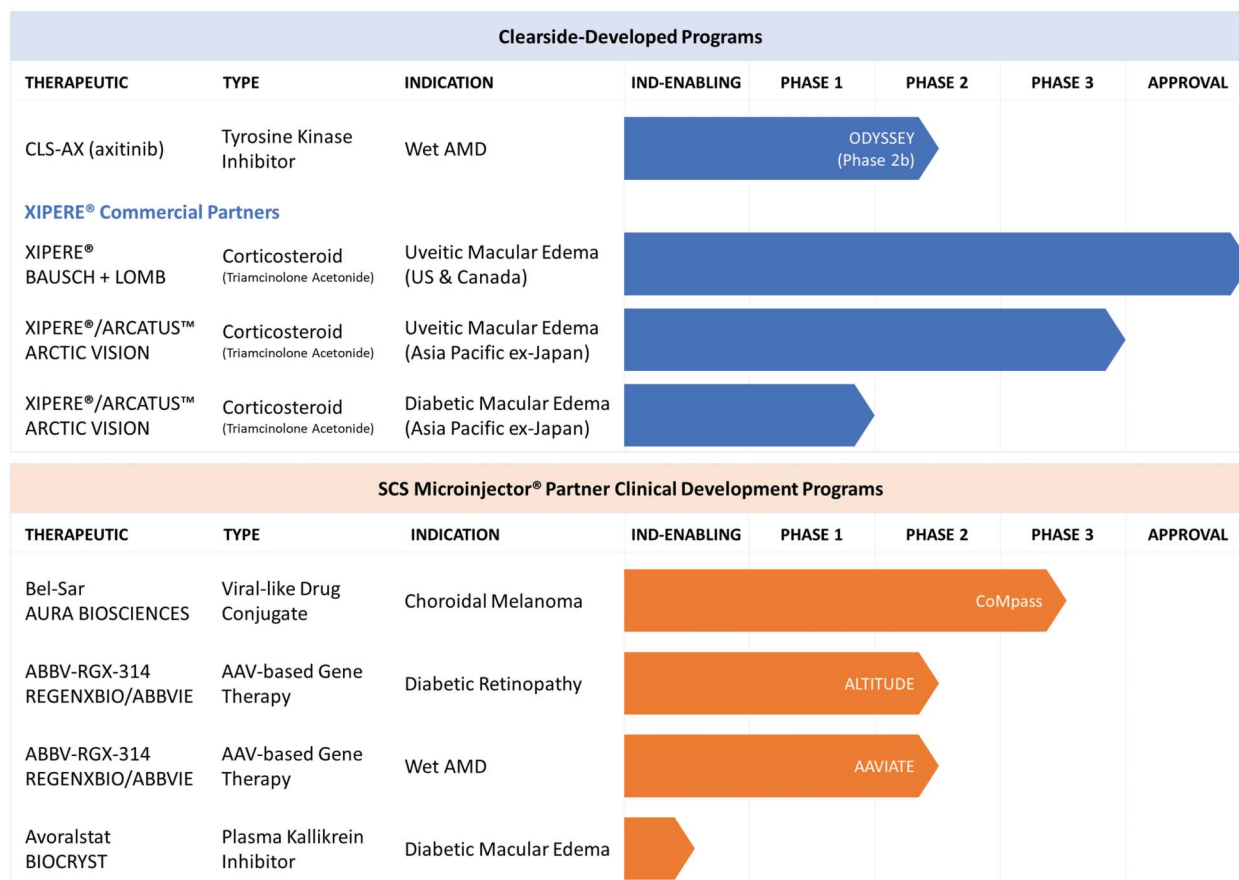 Clearside-Developed Programs
THERAPEUTIC TYPE INDICATION IND-ENABLING PHASE 1 PHASE 2 PHASE 3 APPROVAL
CLS-AX (axitinib)
Tyrosine Kinase
Inhibitor
Wet AMD
ODYSSEY
(Phase 2b)
XIPERE® Commercial Partners
XIPERE®
BAUSCH + LOMB
Corticosteroid
(Triamcinolone Acetonide)
Uveitic Macular Edema
(US & Canada)
XIPERE®/ARCATUS™
ARCTIC VISION
Corticosteroid
(Triamcinolone Acetonide)
Uveitic Macular Edema
(Asia Pacific ex-Japan)
XIPERE®/ARCATUS™
ARCTIC VISION
Corticosteroid
(Triamcinolone Acetonide)
Diabetic Macular Edema
(Asia Pacific ex-Japan)
SCS Microinjector® Partner Clinical Development Programs
THERAPEUTIC TYPE INDICATION IND-ENABLING PHASE 1 PHASE 2 PHASE 3 APPROVAL
Bel-Sar
AURA BIOSCIENCES
Viral-like Drug
Conjugate
Choroidal Melanoma
CoMpass
ABBV-RGX-314
REGENXBIO/ABBVIE
AAV-based Gene
Therapy
Diabetic Retinopathy
ALTITUDE
ABBV-RGX-314
REGENXBIO/ABBVIE
AAV-based Gene
Therapy
Wet AMD
AAVIATE
Avoralstat
BIOCRYST
Plasma Kallikrein
Inhibitor
Diabetic Macular Edema